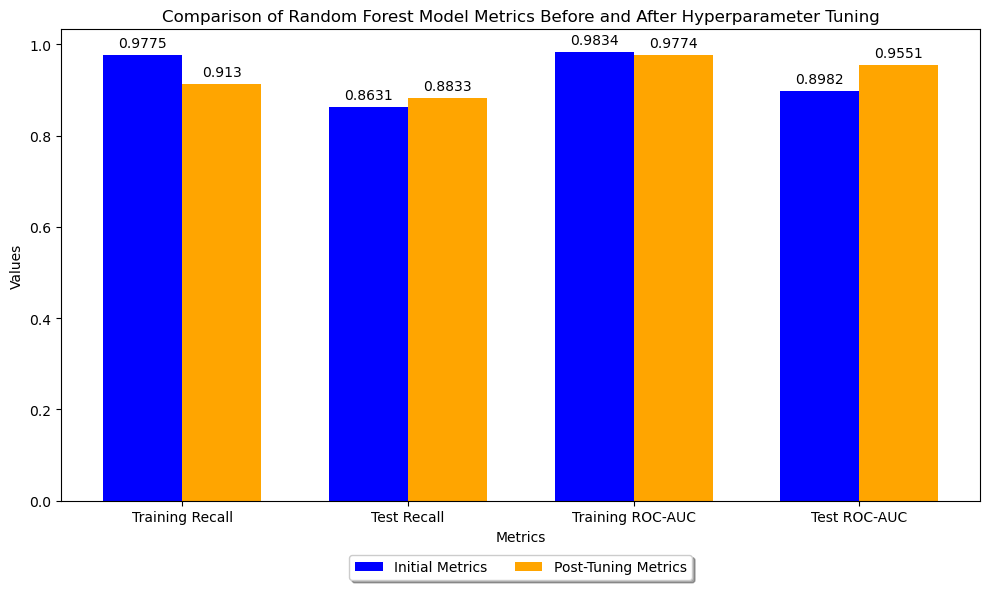 Comparison of Random Forest Model Metrics Before and After Hyperparameter Tuning
0.9775
0.913
0.8631
0.8833
0.9834
0.9774
0.8982
0.9551
1.0
0.8
0.6
0.4
0.2
0.0
Values
Training Recall
Test Recall
Training ROC-AUC
Test ROC-AUC
Metrics
Initial Metrics
Post-Tuning Metrics